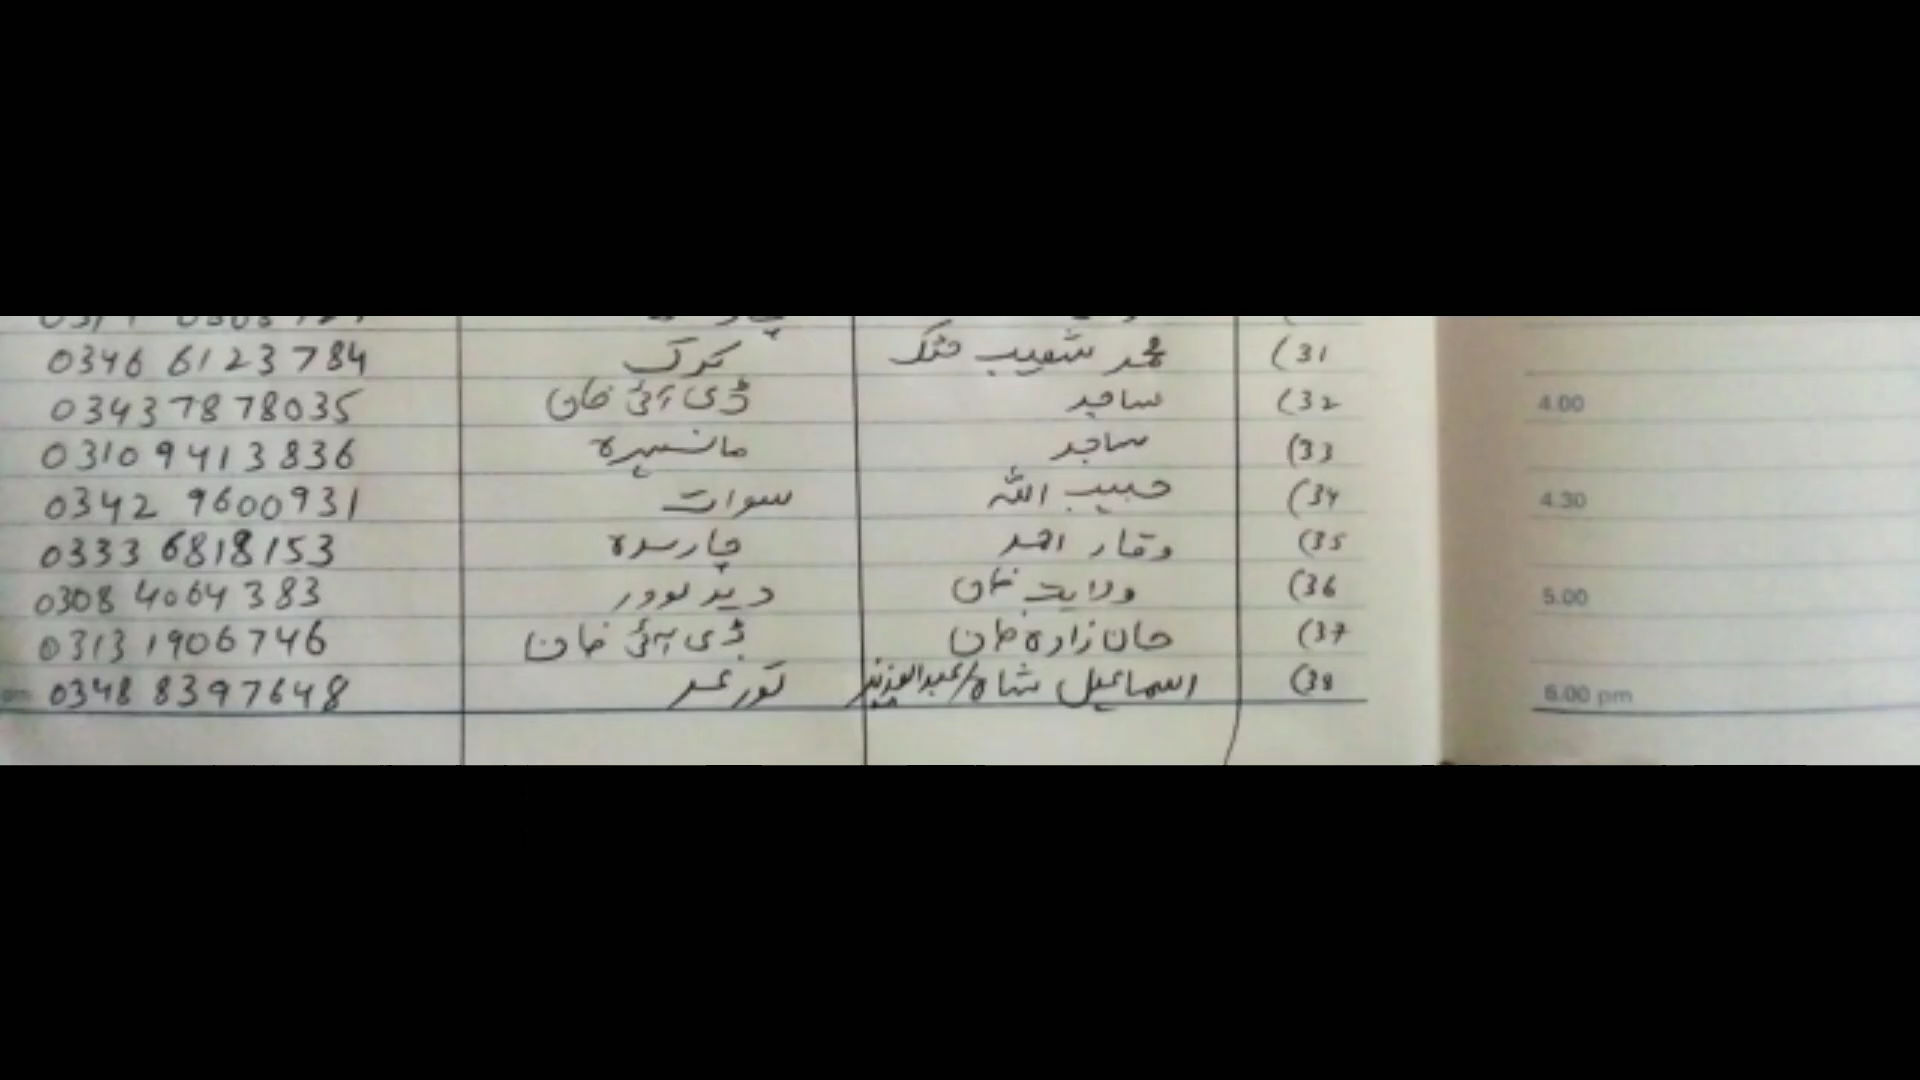 (31 محمد شعیب خٹک کرک 0346 6123784
(32 ساجد ڈی آئی خان 03437878035
(33 ساجد مانسہرہ 0310 9413836
(34 حبیب اللہ سوات 0342 9600931
(35 وقار احمد چارسدہ 0333 6818153
(36 ولایت خان دیر لوور 0308 4064383
(37 خان زادہ خان ڈی آئی خان 0313 1906746
(38 اسماعیل شاہ/عبدالعزیز تورغر 0348 8397648
4.00
4.30
5.00
6.00 pm